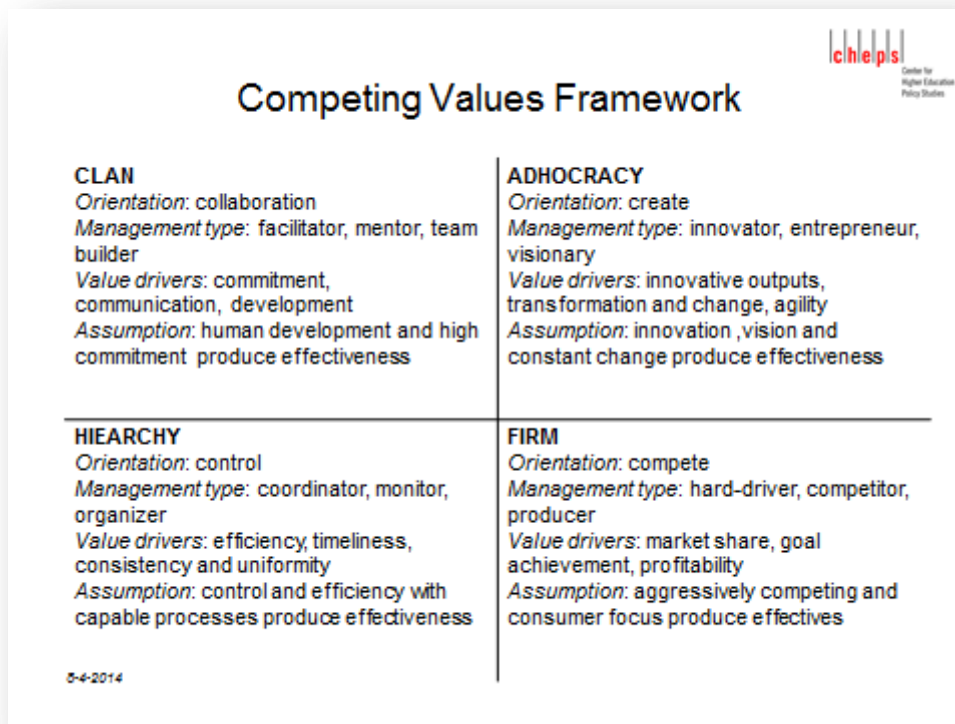 c|h|e|p|s|
Center for
Higher Education
Policy Studies
Competing Values Framework
CLAN
Orientation: collaboration
Management type: facilitator, mentor, team
builder
Value drivers: commitment,
communication, development
Assumption: human development and high
commitment produce effectiveness
ADHOCRACY
Orientation: create
Management type: innovator, entrepreneur,
visionary
Value drivers: innovative outputs,
transformation and change, agility
Assumption: innovation ,vision and
constant change produce effectiveness
HIEARCHY
Orientation: control
Management type: coordinator, monitor,
organizer
Value drivers: efficiency, timeliness,
consistency and uniformity
Assumption: control and efficiency with
capable processes produce effectiveness
FIRM
Orientation: compete
Management type: hard-driver, competitor,
producer
Value drivers: market share, goal
achievement, profitability
Assumption: aggressively competing and
consumer focus produce effectives
8-4-2014